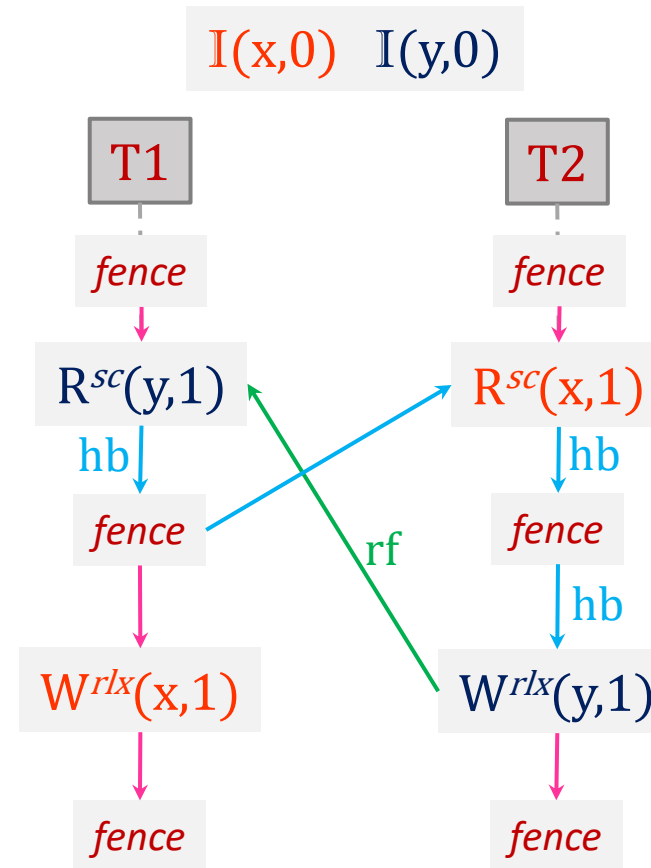 𝕀(x,0) 𝕀(y,0)
T1 T2
fence fence
R^sc(y,1) R^sc(x,1)
hb hb
fence fence
rf hb
W^rlx(x,1) W^rlx(y,1)
fence fence